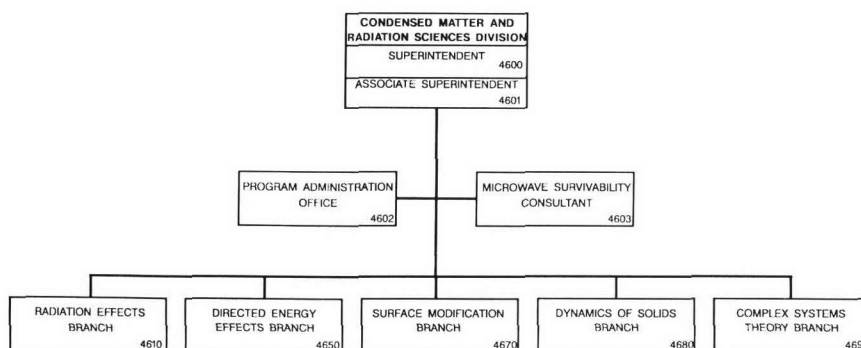 CONDENSED MATTER AND
RADIATION SCIENCES DIVISION
SUPERINTENDENT
4600
ASSOCIATE SUPERINTENDENT
4601
PROGRAM ADMINISTRATION
OFFICE
4602
MICROWAVE SURVIVABILITY
CONSULTANT
4603
RADIATION EFFECTS
BRANCH
4610
DIRECTED ENERGY
EFFECTS BRANCH
4650
SURFACE MODIFICATION
BRANCH
4670
DYNAMICS OF SOLIDS
BRANCH
4680
COMPLEX SYSTEMS
THEORY BRANCH